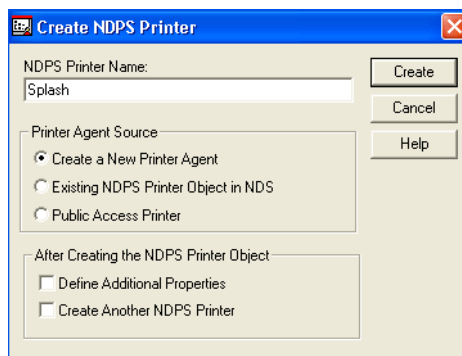 Create NDPS Printer
NDPS Printer Name:
Splash
Create
Cancel
Help
Printer Agent Source
Create a New Printer Agent
Existing NDPS Printer Object in NDS
Public Access Printer
After Creating the NDPS Printer Object
Define Additional Properties
Create Another NDPS Printer